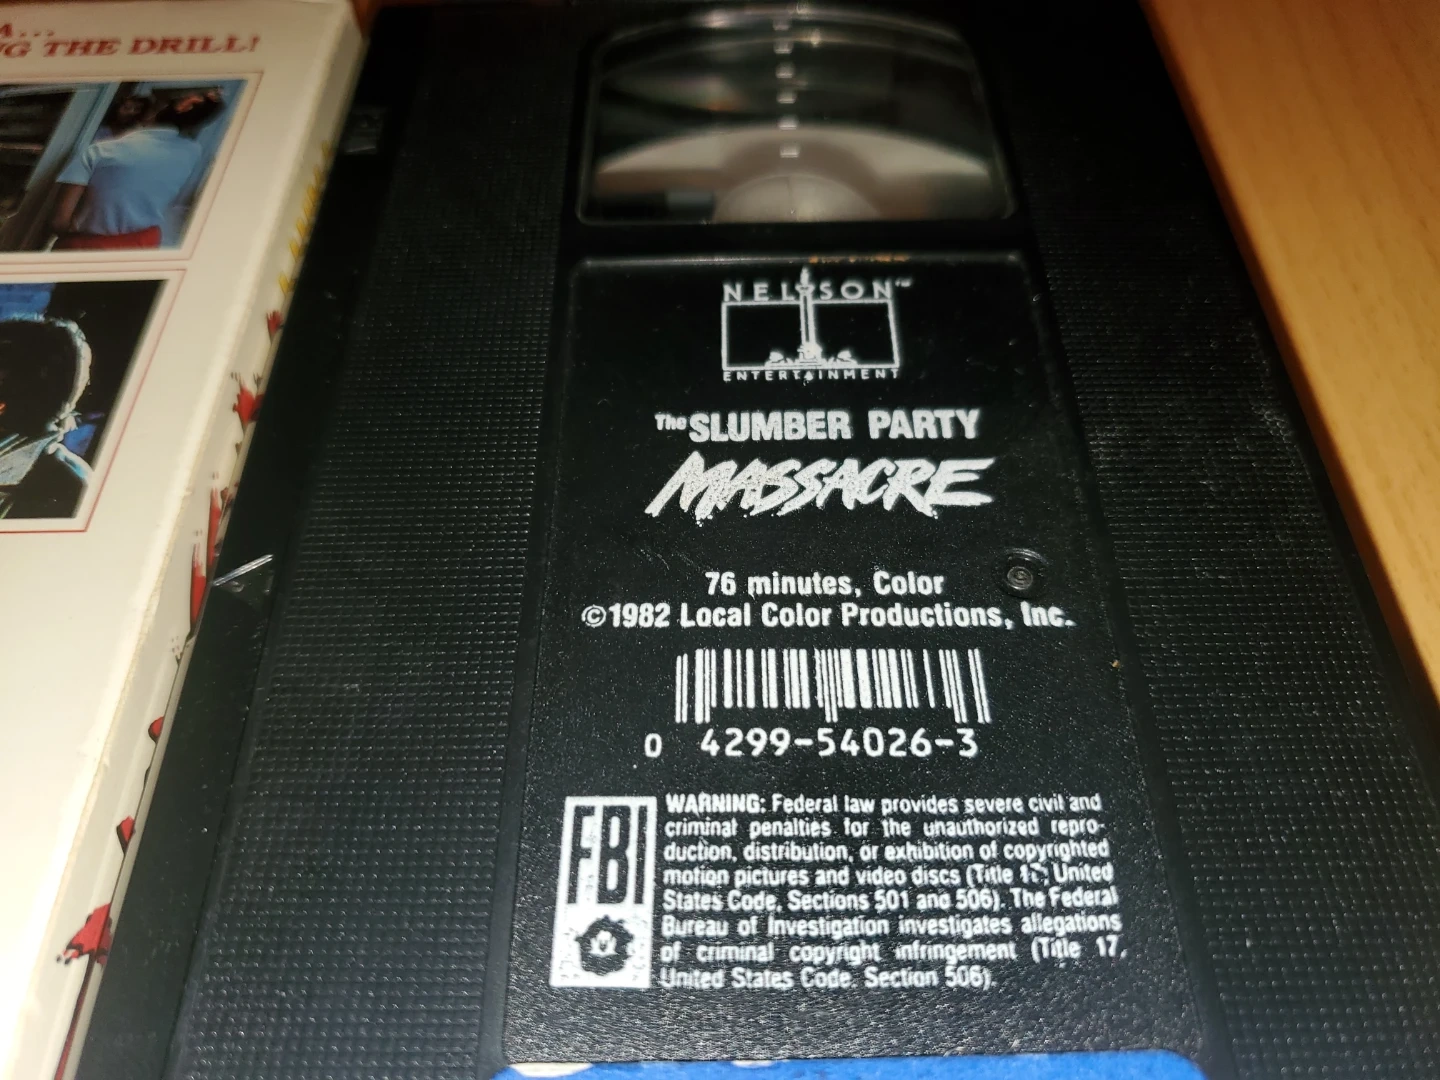 A...
G THE DRILL!
NELSON™
ENTERTAINMENT
The SLUMBER PARTY
MASSACRE
76 minutes, Color
©1982 Local Color Productions, Inc.
0 4299-54026-3
FBI
WARNING: Federal law provides severe civil and
criminal penalties for the unauthorized repro-
duction, distribution, or exhibition of copyrighted
motion pictures and video discs (Title United
States Code, Sections 501 and 506). The Federal
Bureau of Investigation investigates allegations
of criminal copyright infringement (Title 17,
United States Code, Section 506).